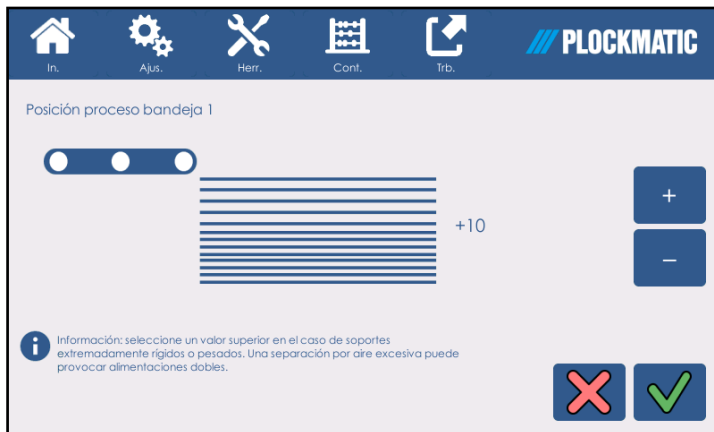 In.
Ajus.
Herr.
Cont.
Trb.
PLOCKMATIC
Posición proceso bandeja 1
+10
+
–
Información: seleccione un valor superior en el caso de soportes
extremadamente rígidos o pesados. Una separación por aire excesiva puede
provocar alimentaciones dobles.